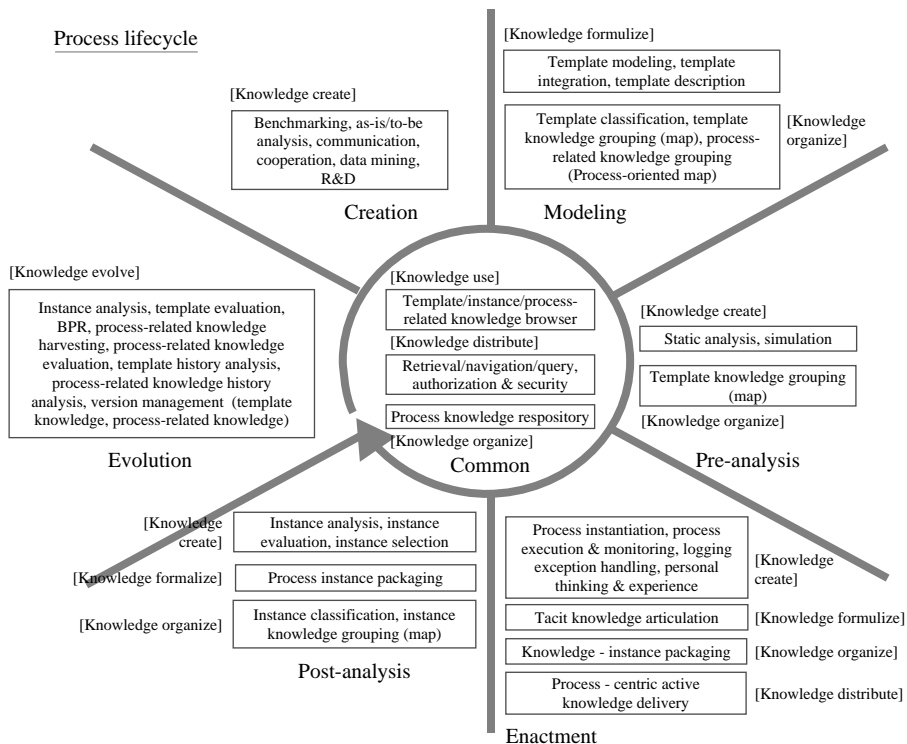 Process lifecycle
[Knowledge create]
Benchmarking, as-is/to-be
analysis, communication,
cooperation, data mining,
R&D
Creation
[Knowledge formulize]
Template modeling, template
integration, template description
Template classification, template
knowledge grouping (map), process-
related knowledge grouping
(Process-oriented map)
[Knowledge
organize]
Modeling
[Knowledge evolve]
Instance analysis, template evaluation,
BPR, process-related knowledge
harvesting, process-related knowledge
evaluation, template history analysis,
process-related knowledge history
analysis, version management (template
knowledge, process-related knowledge)
Evolution
[Knowledge use]
Template/instance/process-
related knowledge browser
[Knowledge distribute]
Retrieval/navigation/query,
authorization & security
Process knowledge respository
[Knowledge organize]
Common
[Knowledge create]
Static analysis, simulation
Template knowledge grouping
(map)
[Knowledge organize]
Pre-analysis
[Knowledge
create]
Instance analysis, instance
evaluation, instance selection
[Knowledge formalize]
Process instance packaging
[Knowledge organize]
Instance classification, instance
knowledge grouping (map)
Post-analysis
Process instantiation, process
execution & monitoring, logging
exception handling, personal
thinking & experience
[Knowledge
create]
Tacit knowledge articulation
[Knowledge formulize]
Knowledge - instance packaging
[Knowledge organize]
Process - centric active
knowledge delivery
[Knowledge distribute]
Enactment